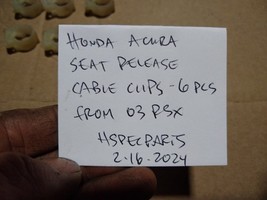 HONDA ACURA
SEAT RELEASE
CABLE CLIPS - 6 PCS
FROM 03 RSX
HSPECPARTS
2-16-2024